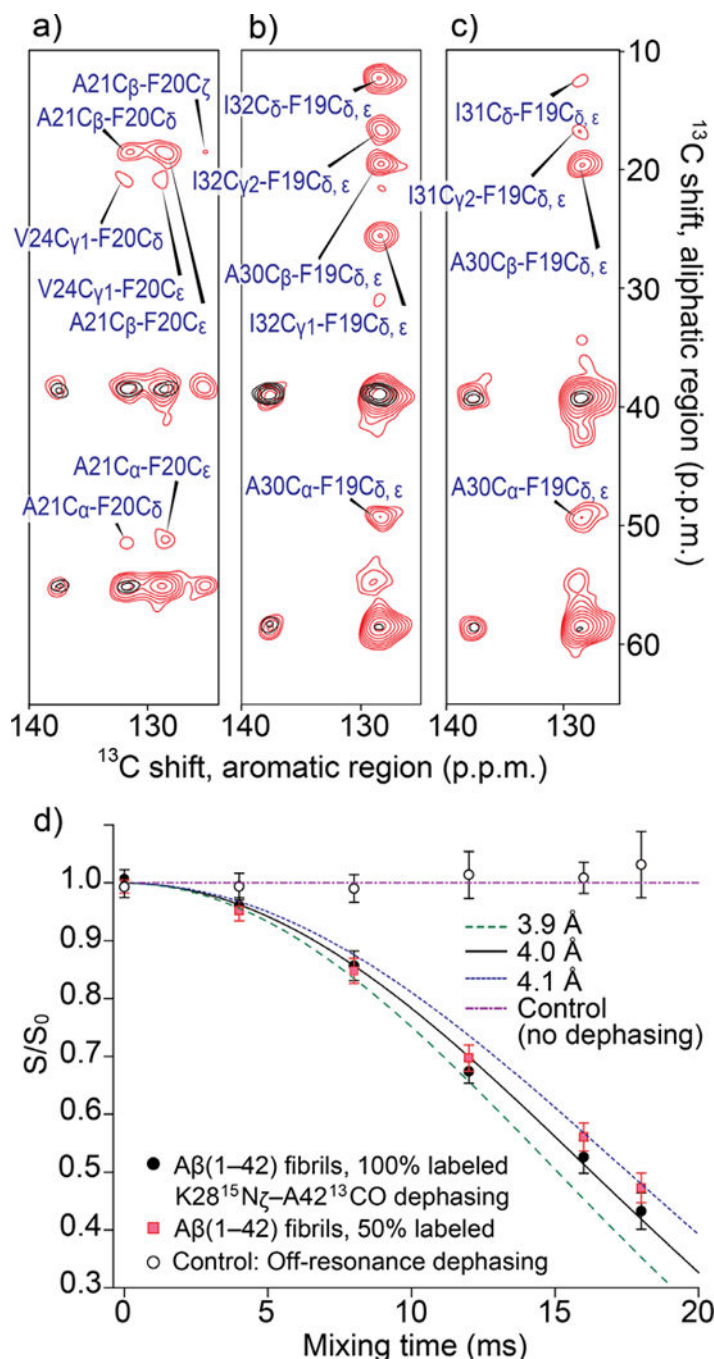 a)
b)
c)
A21Cβ-F20Cζ
A21Cβ-F20Cδ
V24Cγ1-F20Cδ
V24Cγ1-F20Cε
A21Cβ-F20Cε
A21Cα-F20Cε
A21Cα-F20Cδ
I32Cδ-F19Cδ, ε
I32Cγ2-F19Cδ, ε
A30Cβ-F19Cδ, ε
I32Cγ1-F19Cδ, ε
A30Cα-F19Cδ, ε
I31Cδ-F19Cδ, ε
I31Cγ2-F19Cδ, ε
A30Cβ-F19Cδ, ε
A30Cα-F19Cδ, ε
10
20
30
40
50
60
¹³C shift, aliphatic region (p.p.m.)
140 130 140 130 140 130
¹³C shift, aromatic region (p.p.m.)
d)
1.0
0.9
0.8
0.7
0.6
0.5
0.4
0.3
S/S₀
3.9 Å
4.0 Å
4.1 Å
Control
(no dephasing)
Aβ(1–42) fibrils, 100% labeled
K28¹⁵Nζ–A42¹³CO dephasing
Aβ(1–42) fibrils, 50% labeled
Control: Off-resonance dephasing
0 5 10 15 20
Mixing time (ms)